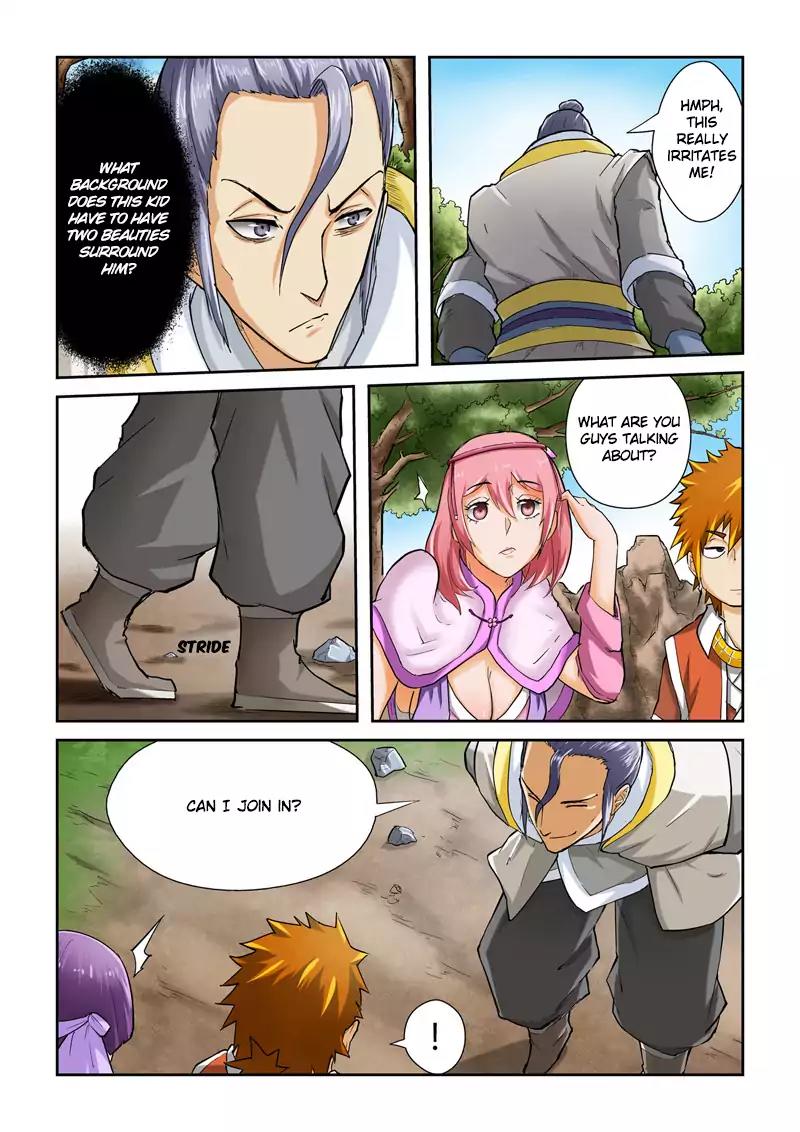 WHAT
BACKGROUND
DOES THIS KID
HAVE TO HAVE
TWO BEAUTIES
SURROUND
HIM?
HMPH,
THIS
REALLY
IRRITATES
ME!
STRIDE
WHAT ARE YOU
GUYS TALKING
ABOUT?
CAN I JOIN IN?
!